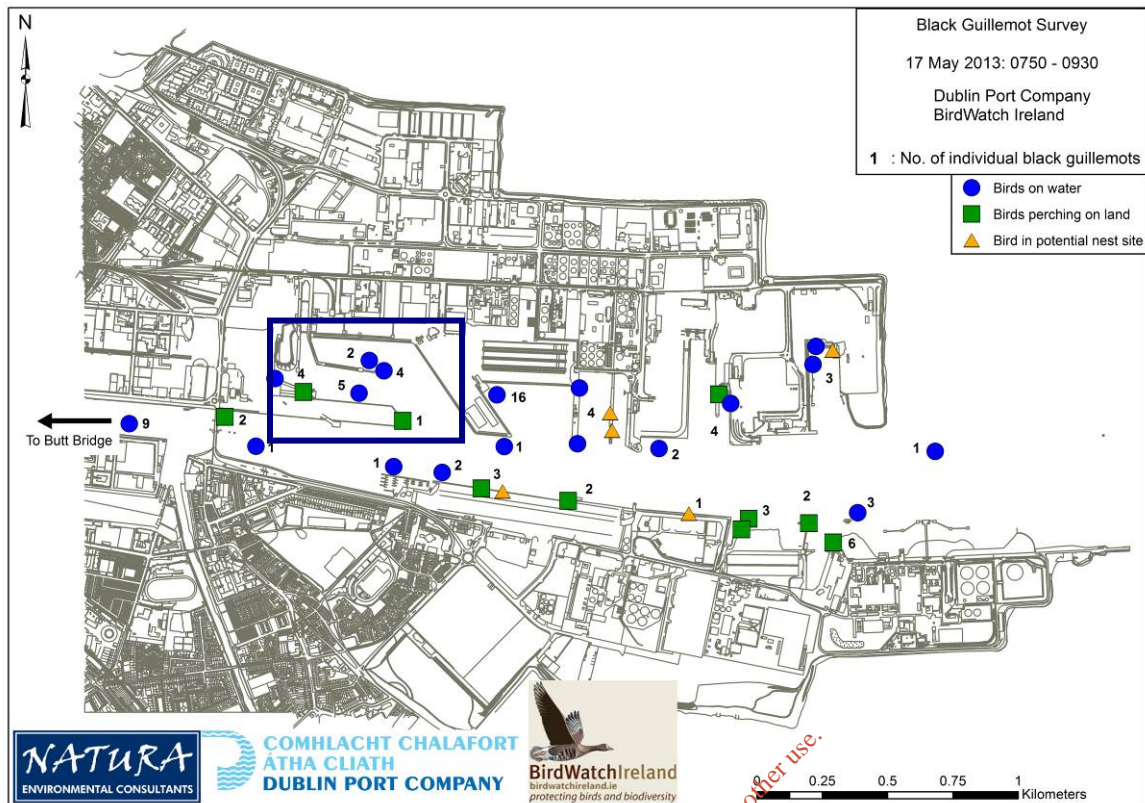 N
Black Guillemot Survey
17 May 2013: 0750 - 0930
Dublin Port Company
BirdWatch Ireland
1 : No. of individual black guillemots
Birds on water
Birds perching on land
Bird in potential nest site
2
4
4
5
1
16
4
3
4
9
2
1
1
2
1
To Butt Bridge
1
2
3
2
1
3
2
3
6
NATURA
ENVIRONMENTAL CONSULTANTS
COMHLACHT CHALAFORT
ÁTHA CLIATH
DUBLIN PORT COMPANY
BirdWatchIreland
birdwatchireland.ie
protecting birds and biodiversity
other use.
0 0.25 0.5 0.75 1
Kilometers